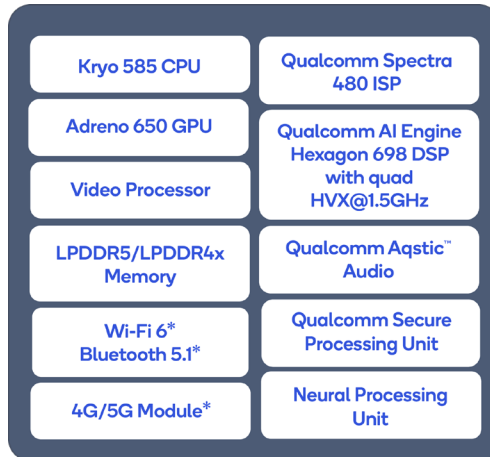 Kryo 585 CPU
Adreno 650 GPU
Video Processor
LPDDR5/LPDDR4x
Memory
Wi-Fi 6*
Bluetooth 5.1*
4G/5G Module*
Qualcomm Spectra
480 ISP
Qualcomm AI Engine
Hexagon 698 DSP
with quad
HVX@1.5GHz
Qualcomm Aqstic™
Audio
Qualcomm Secure
Processing Unit
Neural Processing
Unit